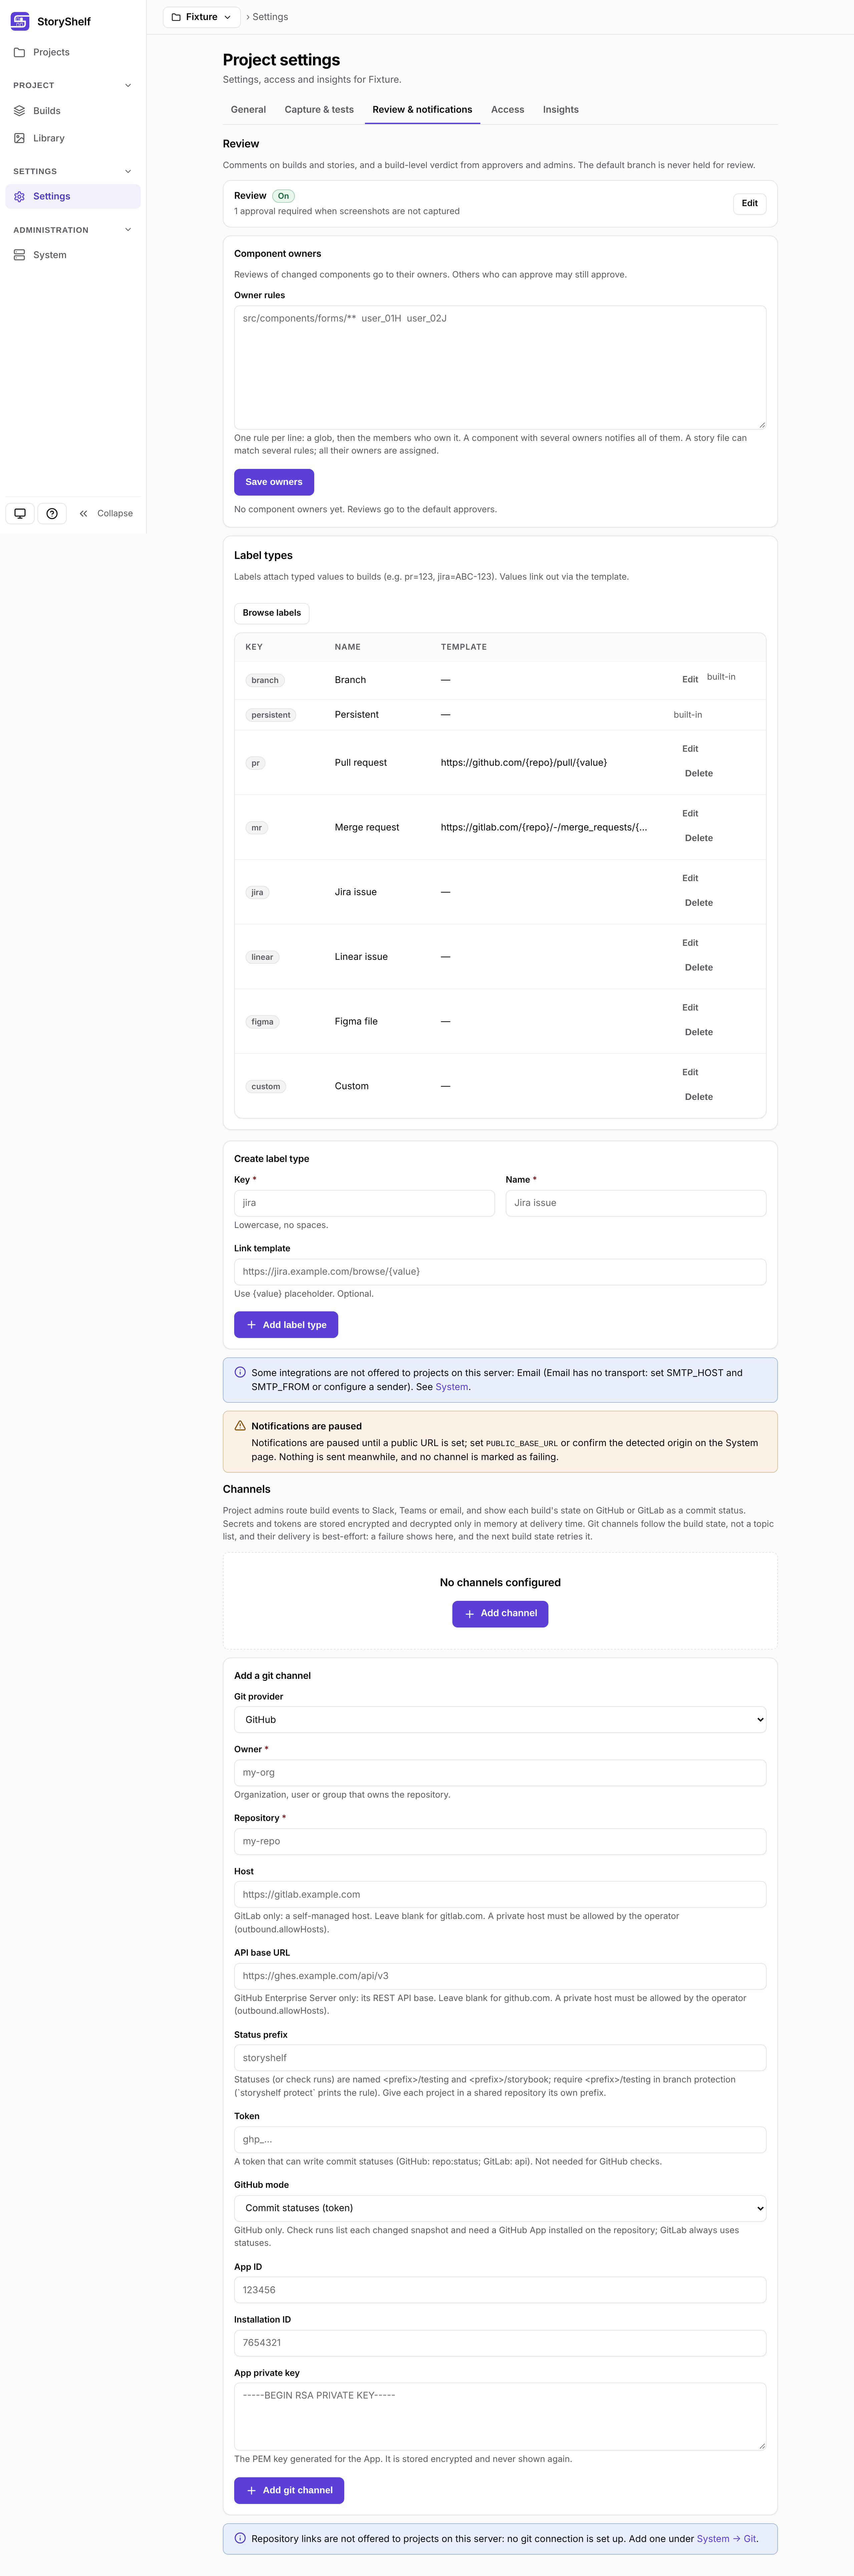 StoryShelf
Projects
PROJECT
Builds
Library
SETTINGS
Settings
ADMINISTRATION
System
Collapse
Fixture
› Settings
Project settings
Settings, access and insights for Fixture.
General
Capture & tests
Review & notifications
Access
Insights
Review
Comments on builds and stories, and a build-level verdict from approvers and admins. The default branch is never held for review.
Review On
1 approval required when screenshots are not captured
Edit
Component owners
Reviews of changed components go to their owners. Others who can approve may still approve.
Owner rules
src/components/forms/** user_01H user_02J
One rule per line: a glob, then the members who own it. A component with several owners notifies all of them. A story file can
match several rules; all their owners are assigned.
Save owners
No component owners yet. Reviews go to the default approvers.
Label types
Labels attach typed values to builds (e.g. pr=123, jira=ABC-123). Values link out via the template.
Browse labels
KEY NAME TEMPLATE
branch Branch — Edit built-in
persistent Persistent — built-in
pr Pull request https://github.com/{repo}/pull/{value} Edit
Delete
mr Merge request https://gitlab.com/{repo}/-/merge_requests/{... Edit
Delete
jira Jira issue — Edit
Delete
linear Linear issue — Edit
Delete
figma Figma file — Edit
Delete
custom Custom — Edit
Delete
Create label type
Key * Name *
jira Jira issue
Lowercase, no spaces.
Link template
https://jira.example.com/browse/{value}
Use {value} placeholder. Optional.
Add label type
Some integrations are not offered to projects on this server: Email (Email has no transport: set SMTP_HOST and
SMTP_FROM or configure a sender). See System.
Notifications are paused
Notifications are paused until a public URL is set; set PUBLIC_BASE_URL or confirm the detected origin on the System
page. Nothing is sent meanwhile, and no channel is marked as failing.
Channels
Project admins route build events to Slack, Teams or email, and show each build's state on GitHub or GitLab as a commit status.
Secrets and tokens are stored encrypted and decrypted only in memory at delivery time. Git channels follow the build state, not a topic
list, and their delivery is best-effort: a failure shows here, and the next build state retries it.
No channels configured
Add channel
Add a git channel
Git provider
GitHub
Owner *
my-org
Organization, user or group that owns the repository.
Repository *
my-repo
Host
https://gitlab.example.com
GitLab only: a self-managed host. Leave blank for gitlab.com. A private host must be allowed by the operator
(outbound.allowHosts).
API base URL
https://ghes.example.com/api/v3
GitHub Enterprise Server only: its REST API base. Leave blank for github.com. A private host must be allowed by the operator
(outbound.allowHosts).
Status prefix
storyshelf
Statuses (or check runs) are named <prefix>/testing and <prefix>/storybook; require <prefix>/testing in branch protection
(`storyshelf protect` prints the rule). Give each project in a shared repository its own prefix.
Token
ghp_...
A token that can write commit statuses (GitHub: repo:status; GitLab: api). Not needed for GitHub checks.
GitHub mode
Commit statuses (token)
GitHub only. Check runs list each changed snapshot and need a GitHub App installed on the repository; GitLab always uses
statuses.
App ID
123456
Installation ID
7654321
App private key
-----BEGIN RSA PRIVATE KEY-----
The PEM key generated for the App. It is stored encrypted and never shown again.
Add git channel
Repository links are not offered to projects on this server: no git connection is set up. Add one under System → Git.